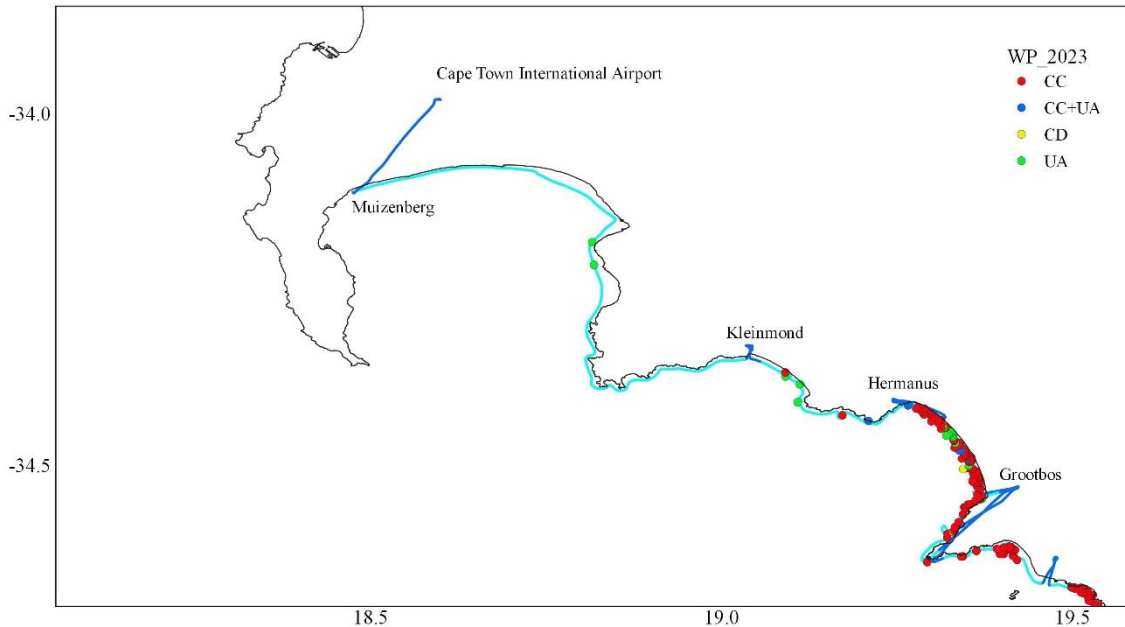 Cape Town International Airport
WP_2023
CC
CC+UA
CD
UA
-34.0
Muizenberg
Kleinmond
Hermanus
-34.5
Grootbos
18.5
19.0
19.5